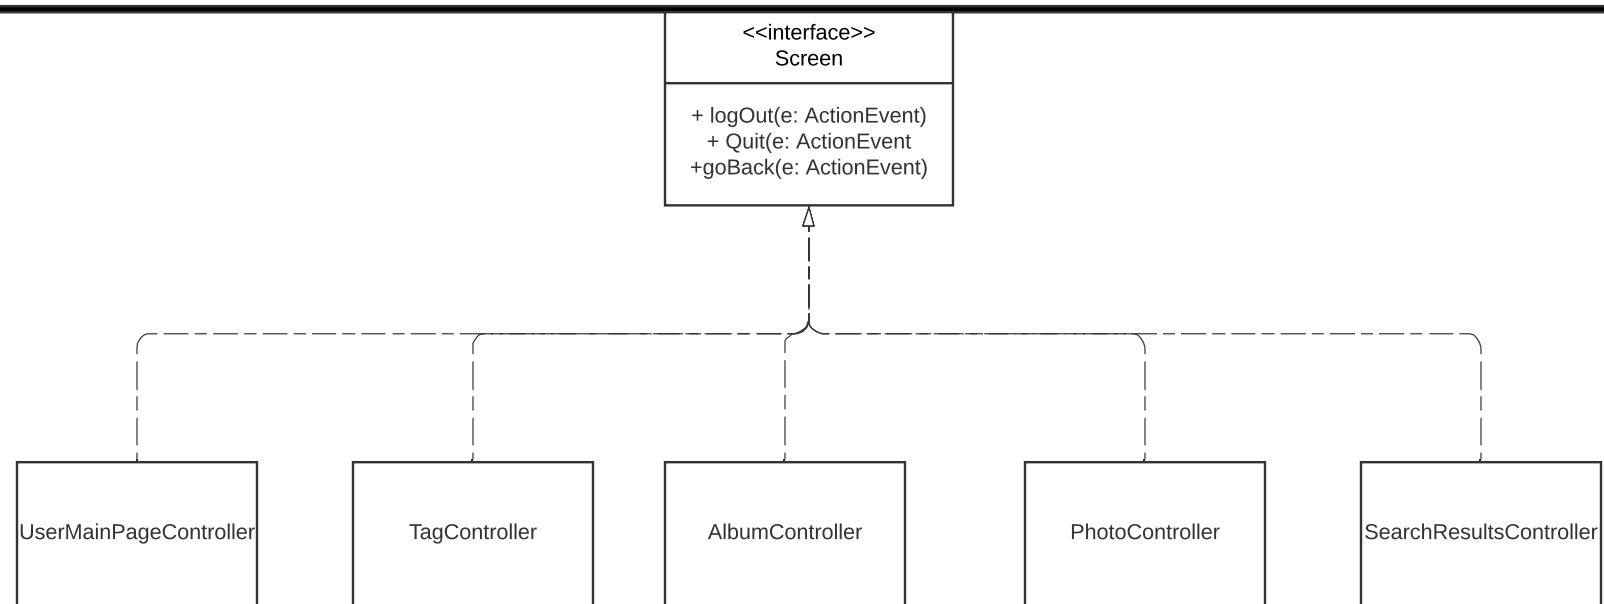 <<interface>>
Screen
+ logOut(e: ActionEvent)
+ Quit(e: ActionEvent
+goBack(e: ActionEvent)
UserMainPageController
TagController
AlbumController
PhotoController
SearchResultsController